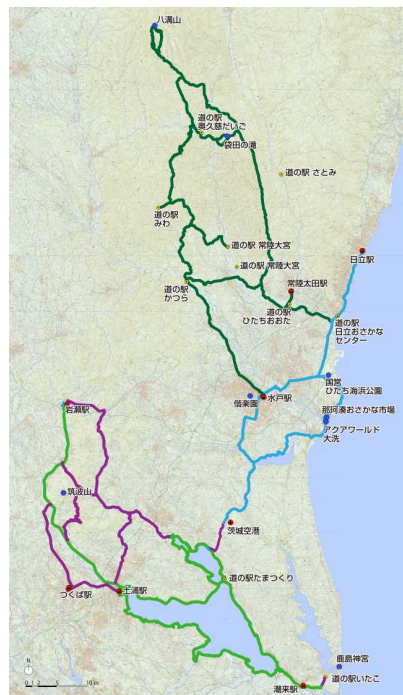 八溝山
道の駅
奥久慈だいご
袋田の滝
道の駅 さとみ
道の駅
みわ
道の駅 常陸大宮
日立駅
道の駅 常陸大宮
常陸太田駅
道の駅
かつら
道の駅
ひたちおおた
道の駅
日立おさかな
センター
国営
ひたち海浜公園
偕楽園
水戸駅
岩瀬駅
那珂湊おさかな市場
アクアワールド
大洗
筑波山
茨城空港
道の駅たまつくり
つくば駅
土浦駅
鹿島神宮
道の駅いたこ
潮来駅
N
0 1 2 5 10 km